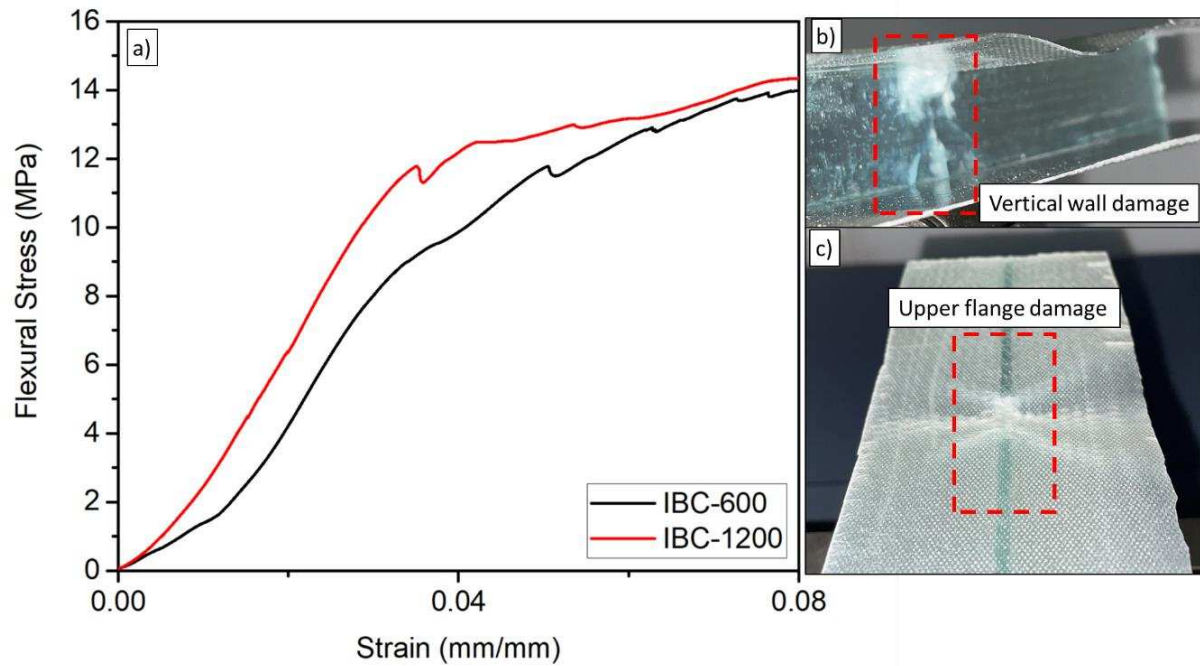 a)
16
14
12
10
8
6
4
2
0
Flexural Stress (MPa)
0.00
0.04
0.08
Strain (mm/mm)
IBC-600
IBC-1200
b)
Vertical wall damage
c)
Upper flange damage